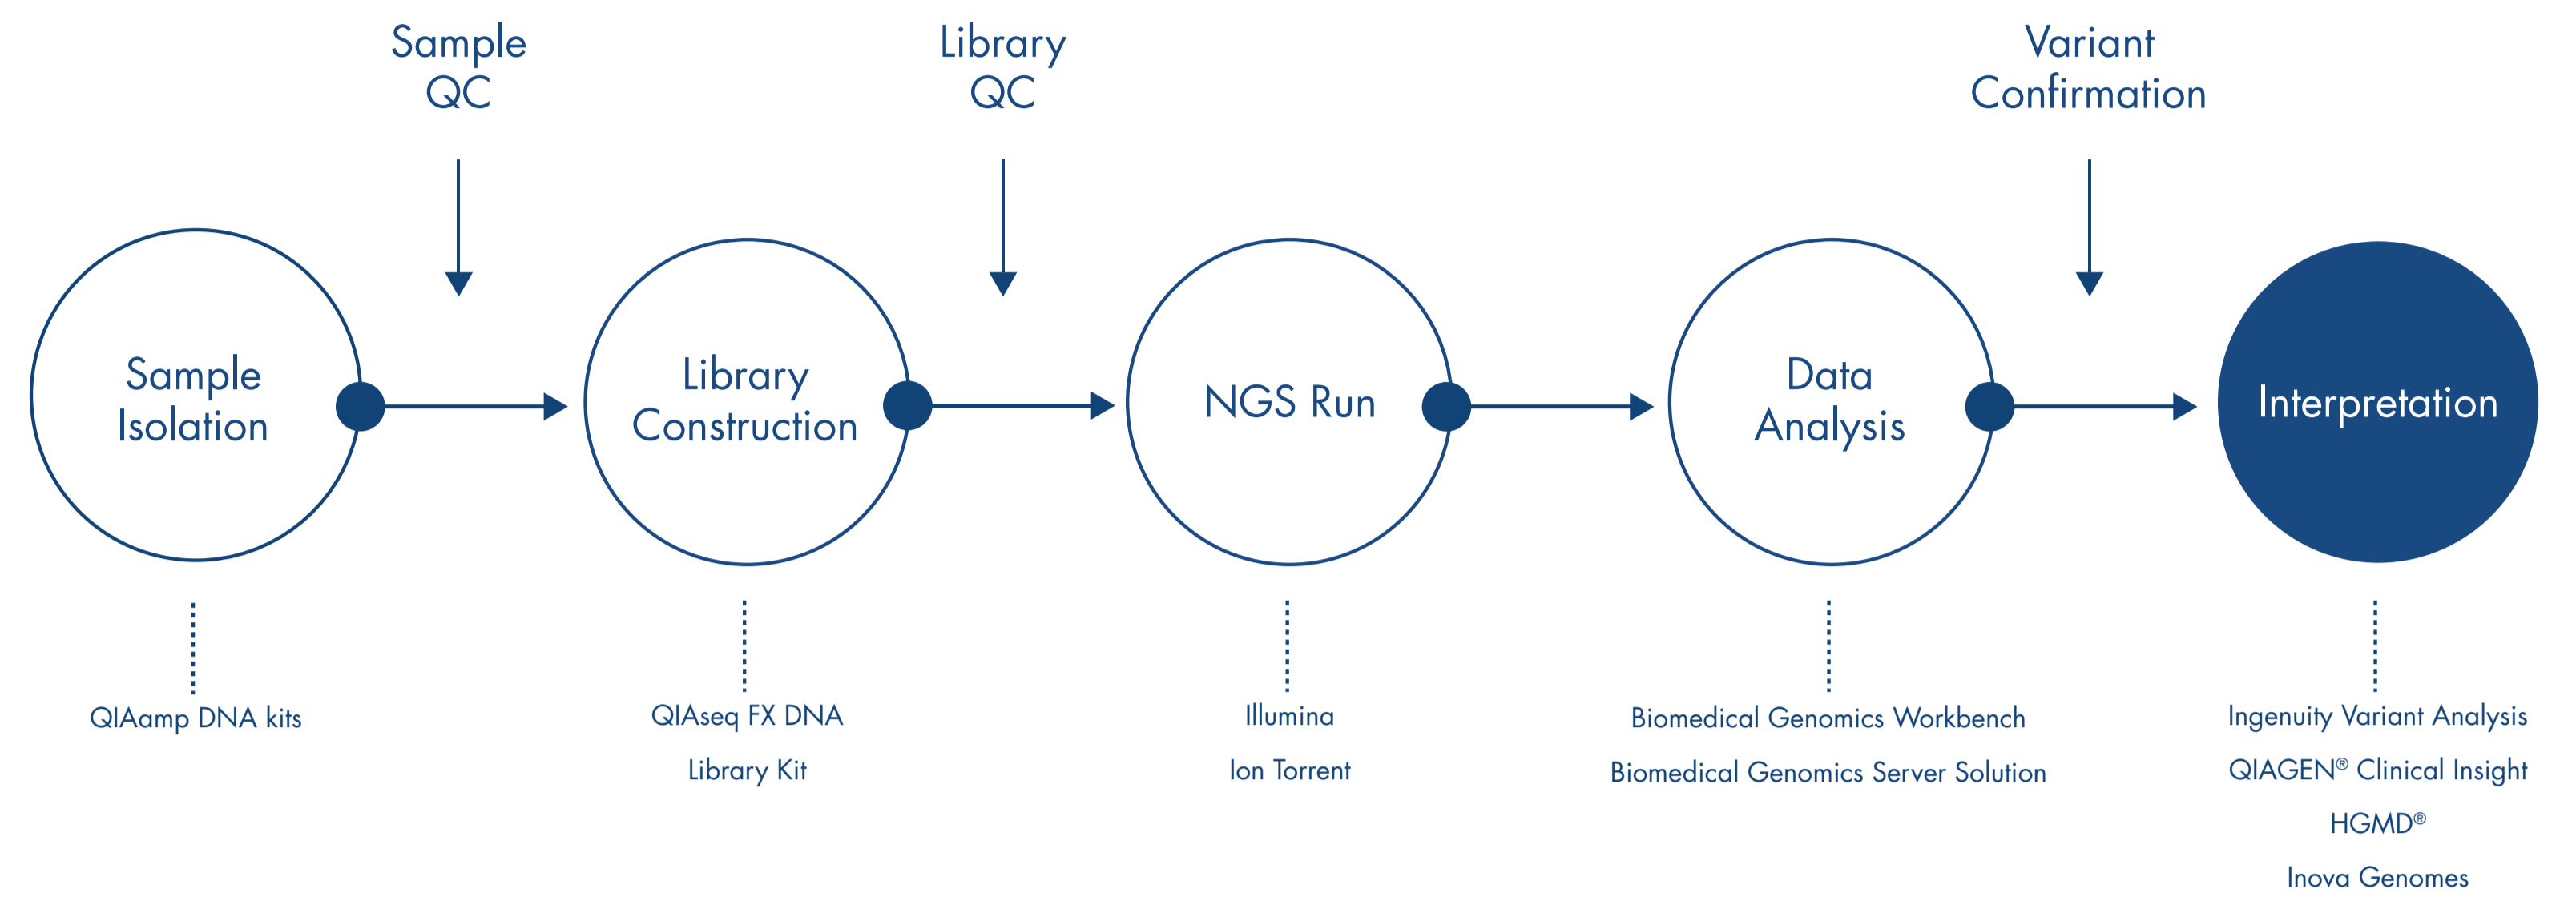 Sample
QC
Library
QC
Variant
Confirmation
Sample
Isolation
Library
Construction
NGS Run
Data
Analysis
Interpretation
QIAamp DNA kits
QIAseq FX DNA
Library Kit
Illumina
Ion Torrent
Biomedical Genomics Workbench
Biomedical Genomics Server Solution
Ingenuity Variant Analysis
QIAGEN® Clinical Insight
HGMD®
Inova Genomes